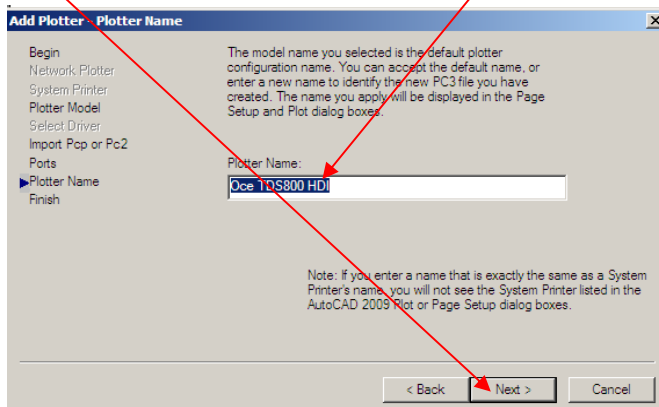 Add Plotter - Plotter Name
Begin
Network Plotter
System Printer
Plotter Model
Select Driver
Import Pcp or Pc2
Ports
Plotter Name
Finish
The model name you selected is the default plotter
configuration name. You can accept the default name, or
enter a new name to identify the new PC3 file you have
created. The name you apply will be displayed in the Page
Setup and Plot dialog boxes.
Plotter Name:
Oce TDS800 HDI
Note: If you enter a name that is exactly the same as a System
Printer's name, you will not see the System Printer listed in the
AutoCAD 2009 Plot or Page Setup dialog boxes.
< Back
Next >
Cancel